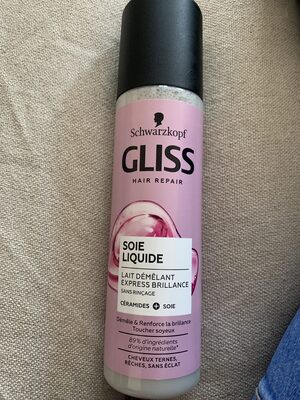 Schwarzkopf
GLISS
HAIR REPAIR
SOIE
LIQUIDE
LAIT DÉMÊLANT
EXPRESS BRILLANCE
SANS RINÇAGE
CÉRAMIDES + SOIE
Démêle & Renforce la brillance
Toucher soyeux
89% d'ingrédients
d'origine naturelle*
CHEVEUX TERNES,
RÊCHES, SANS ÉCLAT